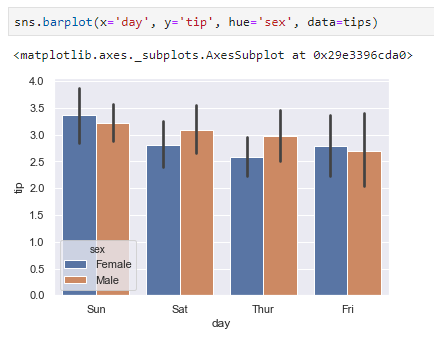 sns.barplot(x='day', y='tip', hue='sex', data=tips)
<matplotlib.axes._subplots.AxesSubplot at 0x29e3396cda0>
4.0
3.5
3.0
2.5
2.0
1.5
1.0
0.5
0.0
tip
sex
Female
Male
Sun Sat Thur Fri
day